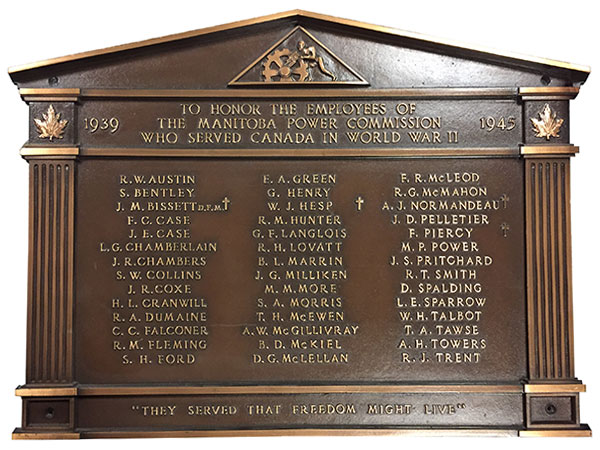 TO HONOR THE EMPLOYEES OF
1939 THE MANITOBA POWER COMMISSION 1945
WHO SERVED CANADA IN WORLD WAR II
R.W. AUSTIN
S. BENTLEY
J. M. BISSETT D.F.M. †
F. C. CASE
J. E. CASE
L.G. CHAMBERLAIN
J.R. CHAMBERS
S. W. COLLINS
J. R. COXE
H. L. CRANWILL
R. A. DUMAINE
C. C. FALCONER
R. M. FLEMING
S. H. FORD
E. A. GREEN
G. HENRY
W. J. HESP †
R. M. HUNTER
G. F. LANGLOIS
R. H. LOVATT
B. L. MARRIN
J. G. MILLIKEN
M. M. MORE
S. A. MORRIS
T. H. McEWEN
A.W. McGILLIVRAY
B. D. McKIEL
D. G. McLELLAN
F. R. McLEOD
R. G. McMAHON
A. J. NORMANDEAU †
J. D. PELLETIER
F. PIERCY †
M. P. POWER
J. S. PRITCHARD
R. T. SMITH
D. SPALDING
L. E. SPARROW
W. H. TALBOT
T. A. TAWSE
A. H. TOWERS
R. J. TRENT
"THEY SERVED THAT FREEDOM MIGHT LIVE"